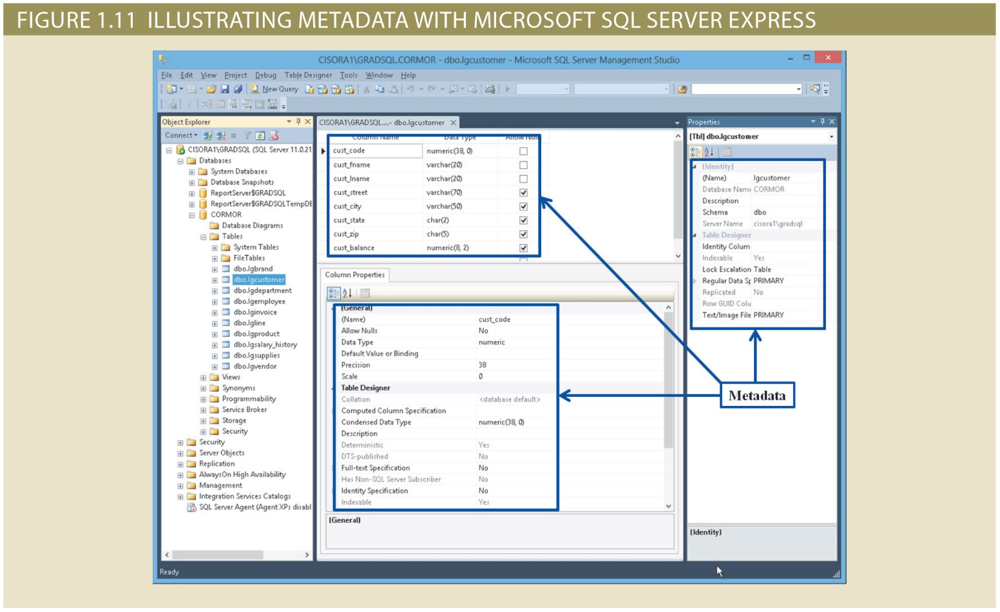 FIGURE 1.11 ILLUSTRATING METADATA WITH MICROSOFT SQL SERVER EXPRESS
CISORA1\GRADSQL.CORMOR - dbo.lgcustomer - Microsoft SQL Server Management Studio
File Edit View Project Debug Table Designer Tools Window Help
New Query
Object Explorer
Connect
CISORA1\GRADSQL (SQL Server 11.0.21
Databases
System Databases
Database Snapshots
ReportServer$GRADSQL
ReportServer$GRADSQLTempDE
CORMOR
Database Diagrams
Tables
System Tables
FileTables
dbo.lgbrand
dbo.lgcustomer
dbo.lgdepartment
dbo.lgemployee
dbo.lginvoice
dbo.lgline
dbo.lgproduct
dbo.lgsalary_history
dbo.lgsupplies
dbo.lgvendor
Views
Synonyms
Programmability
Service Broker
Storage
Security
Security
Server Objects
Replication
AlwaysOn High Availability
Management
Integration Services Catalogs
SQL Server Agent (Agent XPs disabl
Ready
CISORA1\GRADSQL....- dbo.lgcustomer
Column Name Data Type Allow Nulls
cust_code numeric(38, 0)
cust_fname varchar(20)
cust_lname varchar(20)
cust_street varchar(70)
cust_city varchar(50)
cust_state char(2)
cust_zip char(5)
cust_balance numeric(8, 2)
Column Properties
(General)
(Name) cust_code
Allow Nulls No
Data Type numeric
Default Value or Binding
Precision 38
Scale 0
Table Designer
Collation <database default>
Computed Column Specification
Condensed Data Type numeric(38, 0)
Description
Deterministic Yes
DTS-published No
Full-text Specification No
Has Non-SQL Server Subscriber No
Identity Specification No
Indexable Yes
(General)
Properties
[Tbl] dbo.lgcustomer
(Identity)
(Name) lgcustomer
Database Name CORMOR
Description
Schema dbo
Server Name cisora1\gradsql
Table Designer
Identity Colum
Indexable Yes
Lock Escalation Table
Regular Data Sp PRIMARY
Replicated No
Row GUID Colu
Text/Image File PRIMARY
Metadata
(Identity)